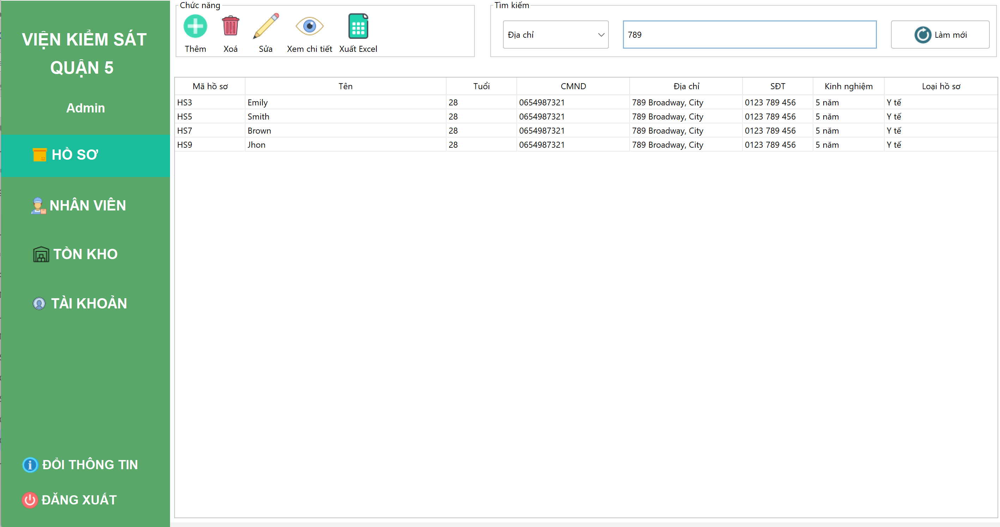 VIỆN KIỂM SÁT
QUẬN 5
Admin
HỒ SƠ
NHÂN VIÊN
TỒN KHO
TÀI KHOẢN
ĐỔI THÔNG TIN
ĐĂNG XUẤT
Chức năng
Thêm Xoá Sửa Xem chi tiết Xuất Excel
Tìm kiếm
Địa chỉ 789 Làm mới
Mã hồ sơ Tên Tuổi CMND Địa chỉ SĐT Kinh nghiệm Loại hồ sơ
HS3 Emily 28 0654987321 789 Broadway, City 0123 789 456 5 năm Y tế
HS5 Smith 28 0654987321 789 Broadway, City 0123 789 456 5 năm Y tế
HS7 Brown 28 0654987321 789 Broadway, City 0123 789 456 5 năm Y tế
HS9 Jhon 28 0654987321 789 Broadway, City 0123 789 456 5 năm Y tế